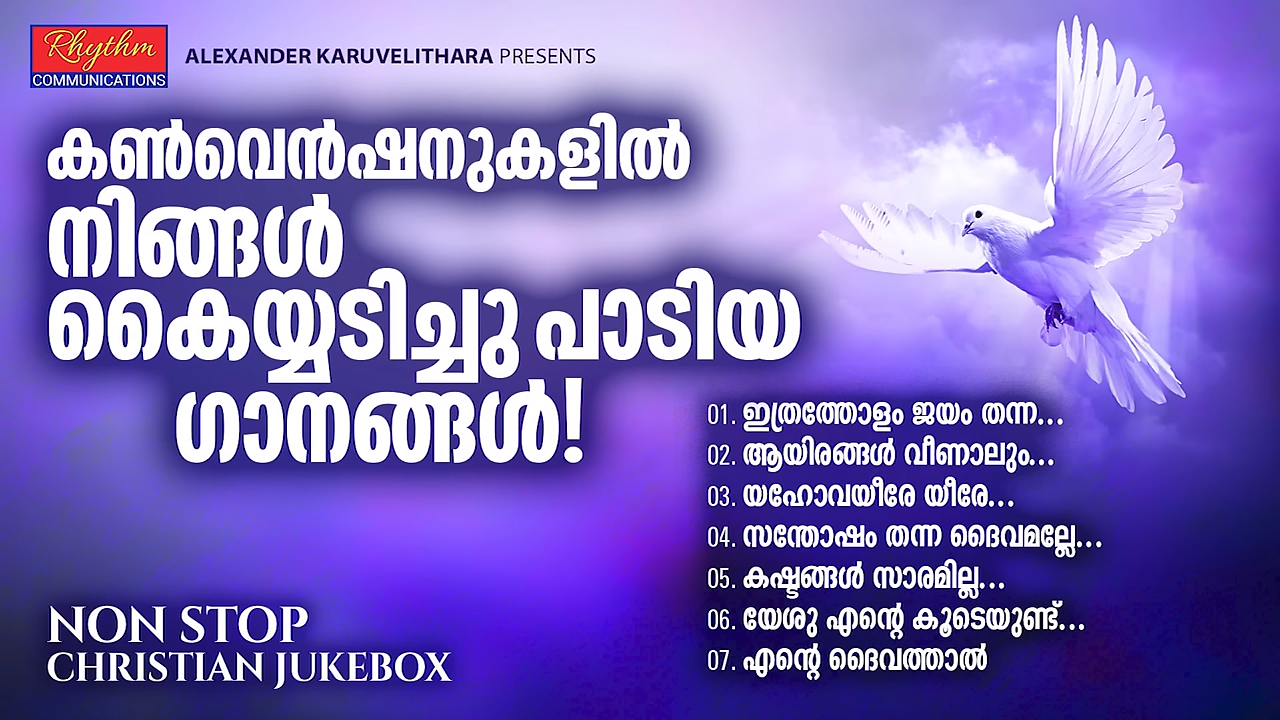 Rhythm
COMMUNICATIONS
ALEXANDER KARUVELITHARA PRESENTS
കൺവെൻഷനുകളിൽ
നിങ്ങൾ
കൈയ്യടിച്ചു പാടിയ
ഗാനങ്ങൾ!
01. ഇത്രത്തോളം ജയം തന്ന...
02. ആയിരങ്ങൾ വീണാലും...
03. യഹോവയീരേ യീരേ...
04. സന്തോഷം തന്ന ദൈവമല്ലേ...
05. കഷ്ടങ്ങൾ സാരമില്ല...
06. യേശു എന്റെ കൂടെയുണ്ട്...
07. എന്റെ ദൈവത്താൽ
NON STOP
CHRISTIAN JUKEBOX